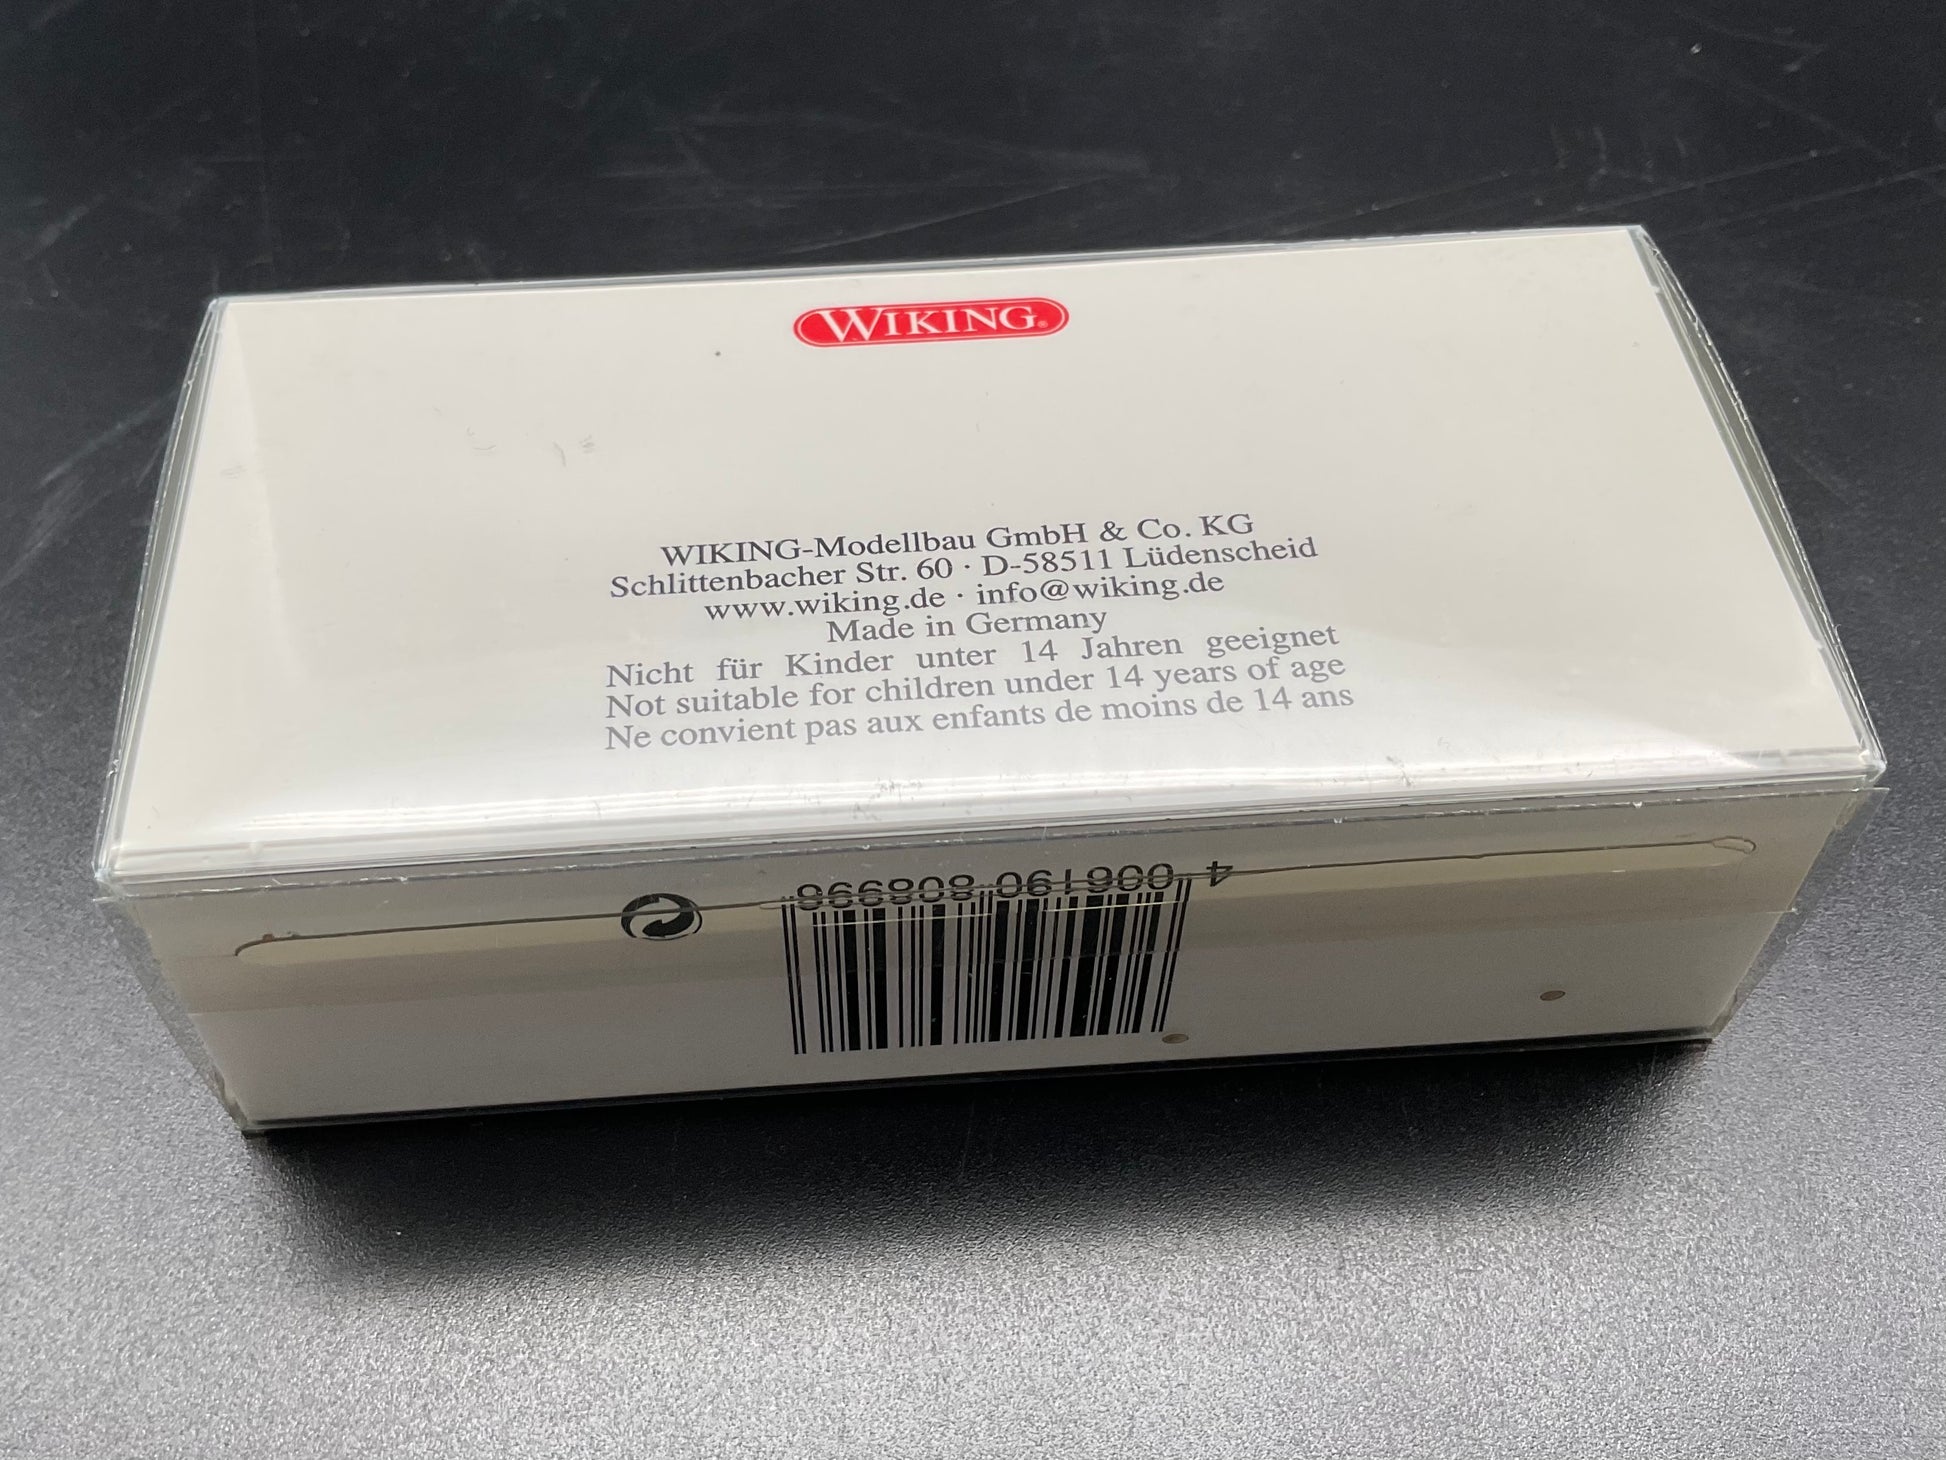 WIKING®
WIKING-Modellbau GmbH & Co. KG
Schlittenbacher Str. 60 · D-58511 Lüdenscheid
www.wiking.de · info@wiking.de
Made in Germany
Nicht für Kinder unter 14 Jahren geeignet
Not suitable for children under 14 years of age
Ne convient pas aux enfants de moins de 14 ans
4 006190 808996